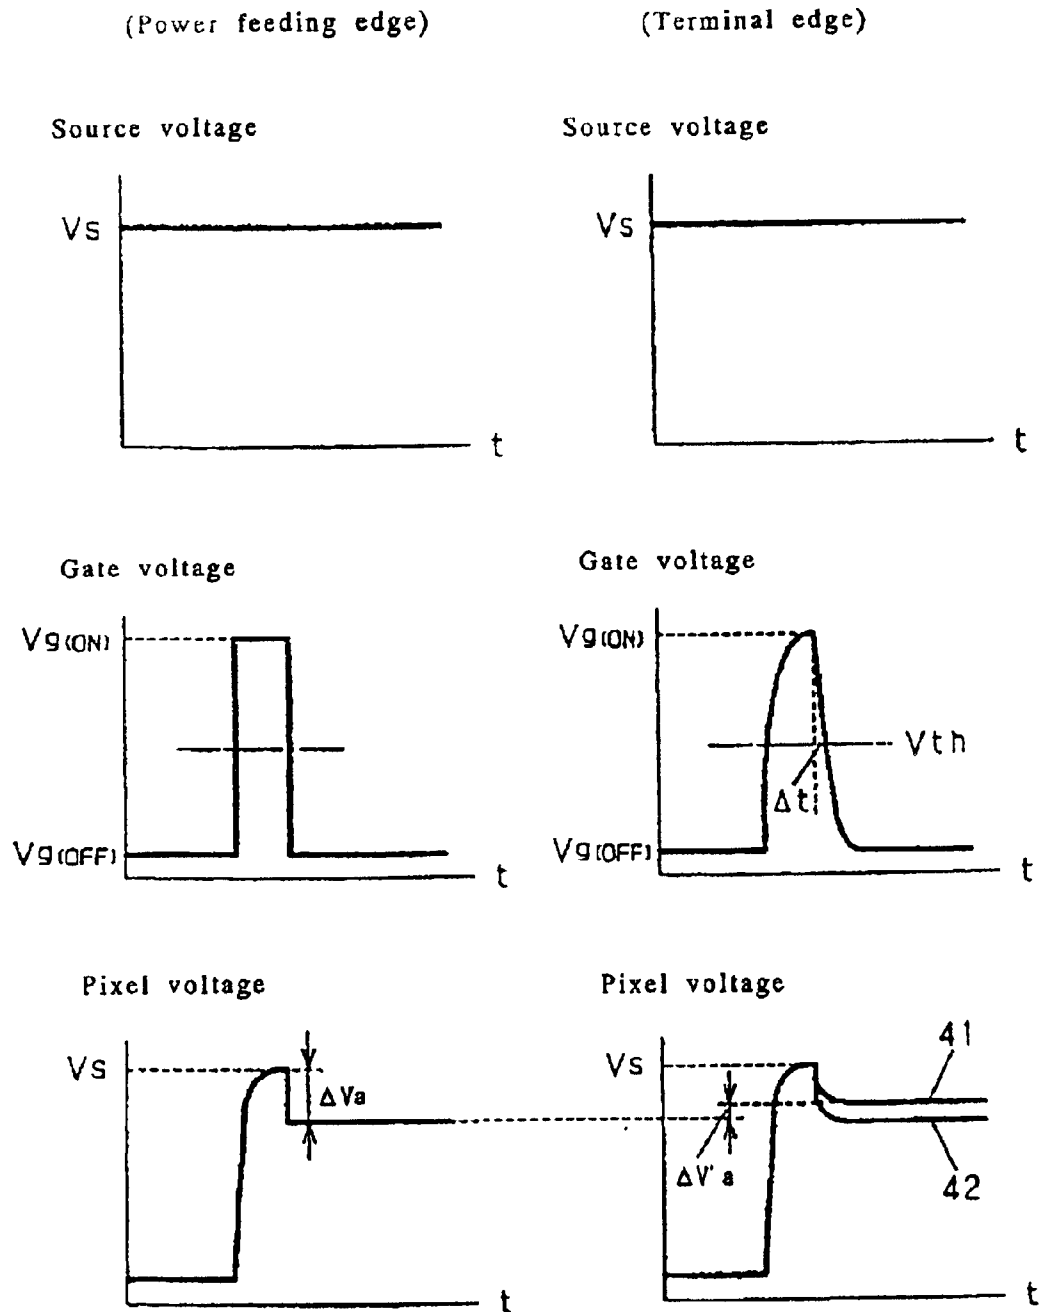 (Power feeding edge)
(Terminal edge)
Source voltage
Source voltage
Vs
t
Vs
t
Gate voltage
Gate voltage
Vg(ON)
Vg(OFF)
t
Vg(ON)
Vth
Δt
Vg(OFF)
t
Pixel voltage
Pixel voltage
Vs
ΔVa
t
Vs
41
ΔV'a
42
t